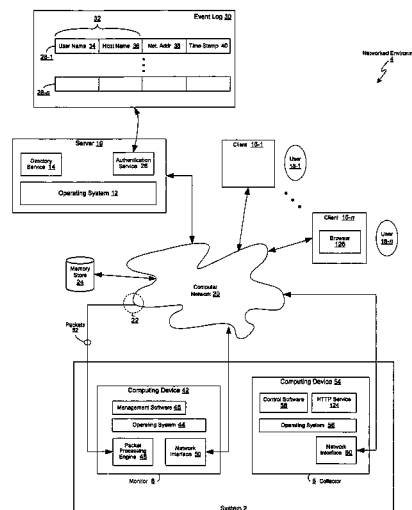 Event Log 30
32
User Name 34 Host Name 36 Net. Addr 38 Time Stamp 40
28-1
28-n
Networked Environment
4
Server 10
Directory Service 14
Authentication Service 26
Operating System 12
Client 16-1
User 18-1
Client 16-n
Browser 126
User 18-n
Memory Store 24
Computer Network 20
22
Packets 52
Computing Device 42
Management Software 46
Operating System 44
Packet Processing Engine 48
Network Interface 50
Monitor 6
Computing Device 54
Control Software 58
HTTP Service 124
Operating System 56
Network Interface 60
Collector
System 2